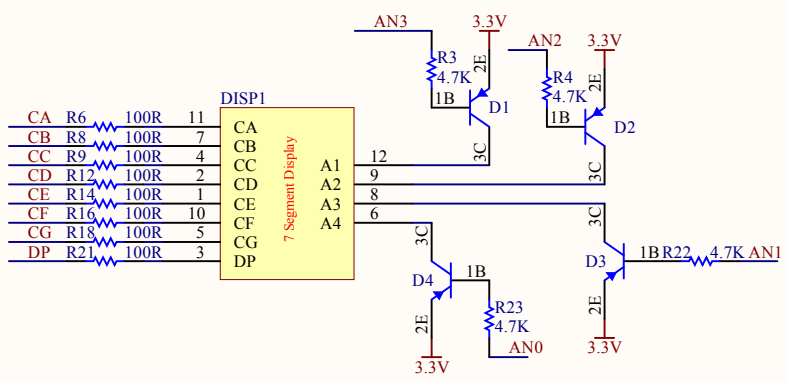 AN3
3.3V
AN2
3.3V
R3
4.7K
2E
R4
4.7K
2E
1B
D1
1B
D2
3C
3C
DISP1
CA R6 100R 11 CA
CB R8 100R 7 CB
CC R9 100R 4 CC
CD R12 100R 2 CD
CE R14 100R 1 CE
CF R16 100R 10 CF
CG R18 100R 5 CG
DP R21 100R 3 DP
7 Segment Display
A1 12
A2 9
A3 8
A4 6
3C
3C
D4
1B
R23
4.7K
2E
3.3V
AN0
D3
1B R22 4.7K AN1
2E
3.3V